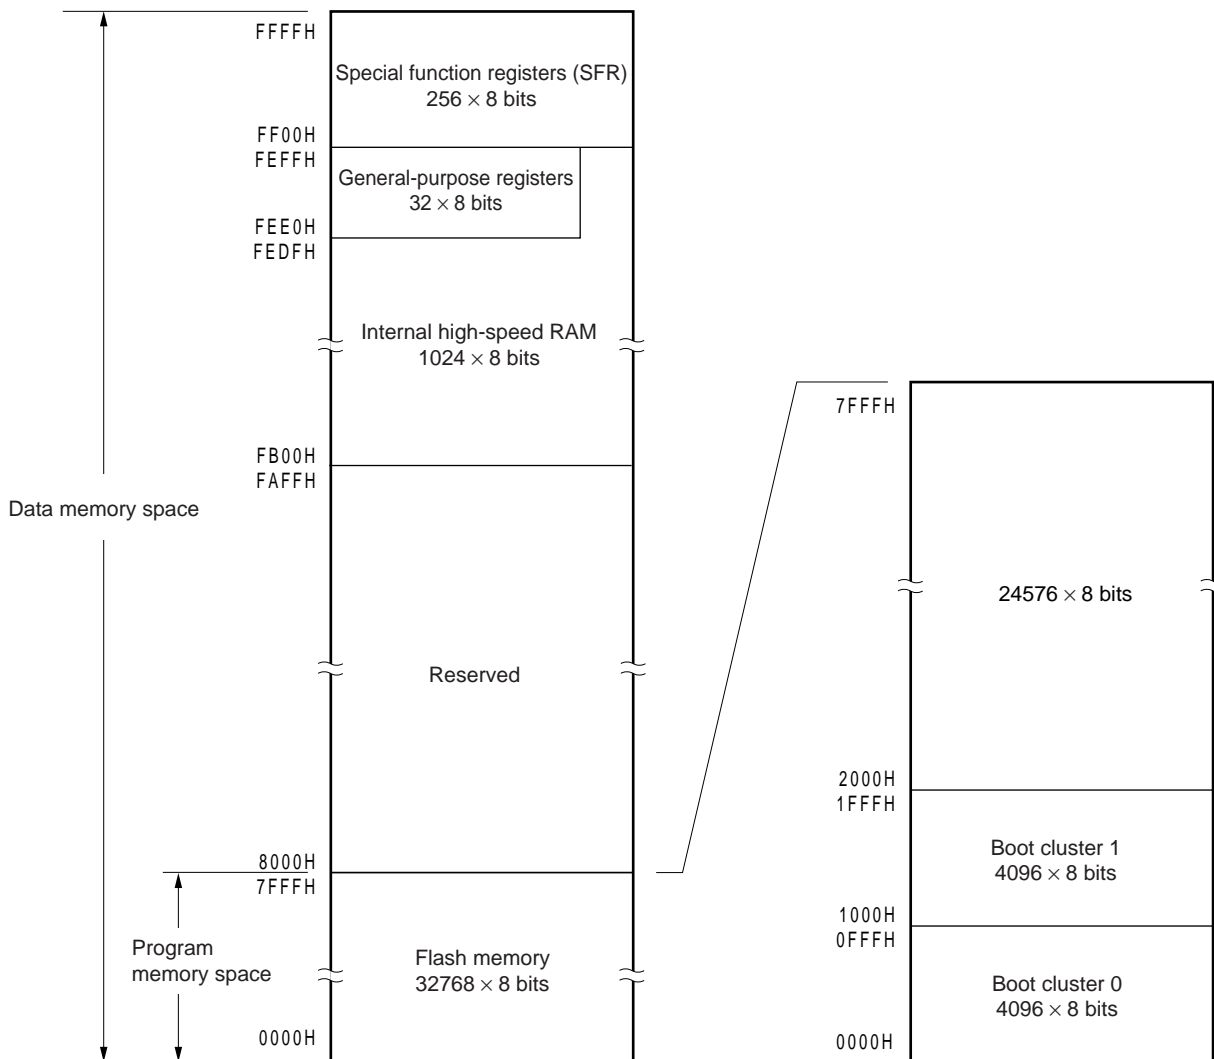 FFFFH
Special function registers (SFR)
256 × 8 bits
FF00H
FEFFH
General-purpose registers
32 × 8 bits
FEE0H
FEDFH
Internal high-speed RAM
1024 × 8 bits
FB00H
FAFFH
Data memory space
Reserved
8000H
7FFFH
Program
memory space
Flash memory
32768 × 8 bits
0000H
7FFFH
24576 × 8 bits
2000H
1FFFH
Boot cluster 1
4096 × 8 bits
1000H
0FFFH
Boot cluster 0
4096 × 8 bits
0000H